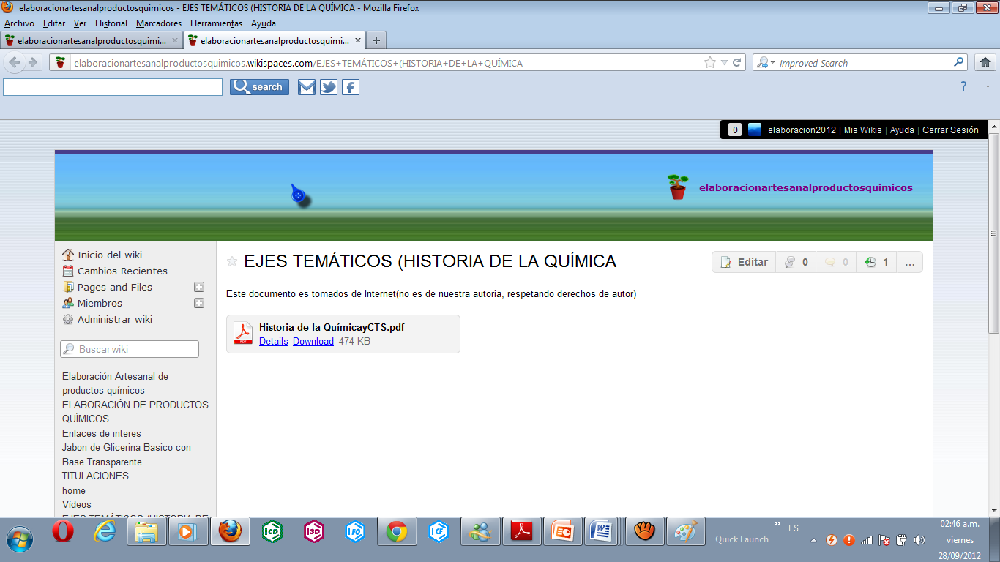 elaboracionartesanalproductosquimicos - EJES TEMÁTICOS (HISTORIA DE LA QUÍMICA - Mozilla Firefox
Archivo Editar Ver Historial Marcadores Herramientas Ayuda
elaboracionartesanalproductosquimi... elaboracionartesanalproductosquimi...
elaboracionartesanalproductosquimicos.wikispaces.com/EJES+TEMÁTICOS+(HISTORIA+DE+LA+QUÍMICA Improved Search
search
0 elaboracion2012 | Mis Wikis | Ayuda | Cerrar Sesión
elaboracionartesanalproductosquimicos
Inicio del wiki
Cambios Recientes
Pages and Files
Miembros
Administrar wiki
Buscar wiki
Elaboración Artesanal de
productos químicos
ELABORACIÓN DE PRODUCTOS
QUÍMICOS
Enlaces de interes
Jabon de Glicerina Basico con
Base Transparente
TITULACIONES
home
Vídeos
EJES TEMÁTICOS (HISTORIA DE
EJES TEMÁTICOS (HISTORIA DE LA QUÍMICA
Editar 0 0 1 ...
Este documento es tomados de Internet(no es de nuestra autoria, respetando derechos de autor)
Historia de la QuímicayCTS.pdf
Details Download 474 KB
PDF
CD 3D FO CF
Quick Launch
ES
02:46 a.m.
viernes
28/09/2012